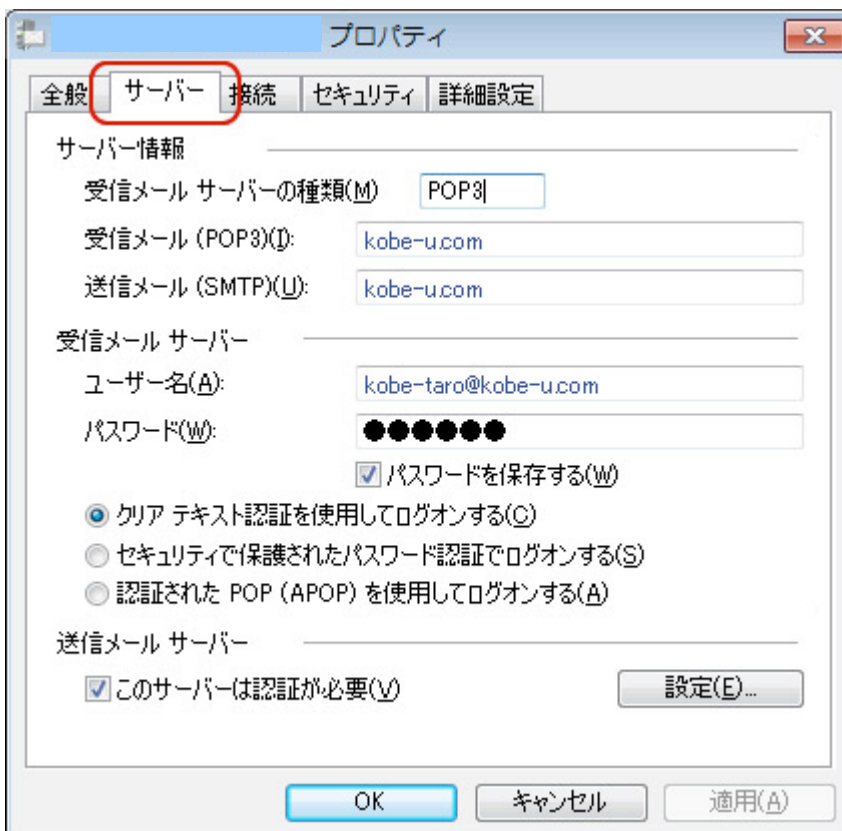 プロパティ
全般 サーバー 接続 セキュリティ 詳細設定
サーバー情報
受信メール サーバーの種類(M) POP3
受信メール (POP3)(I): kobe-u.com
送信メール (SMTP)(U): kobe-u.com
受信メール サーバー
ユーザー名(A): kobe-taro@kobe-u.com
パスワード(W): ●●●●●●
パスワードを保存する(W)
クリア テキスト認証を使用してログオンする(C)
セキュリティで保護されたパスワード認証でログオンする(S)
認証された POP (APOP) を使用してログオンする(A)
送信メール サーバー
このサーバーは認証が必要(V) 設定(E)...
OK キャンセル 適用(A)